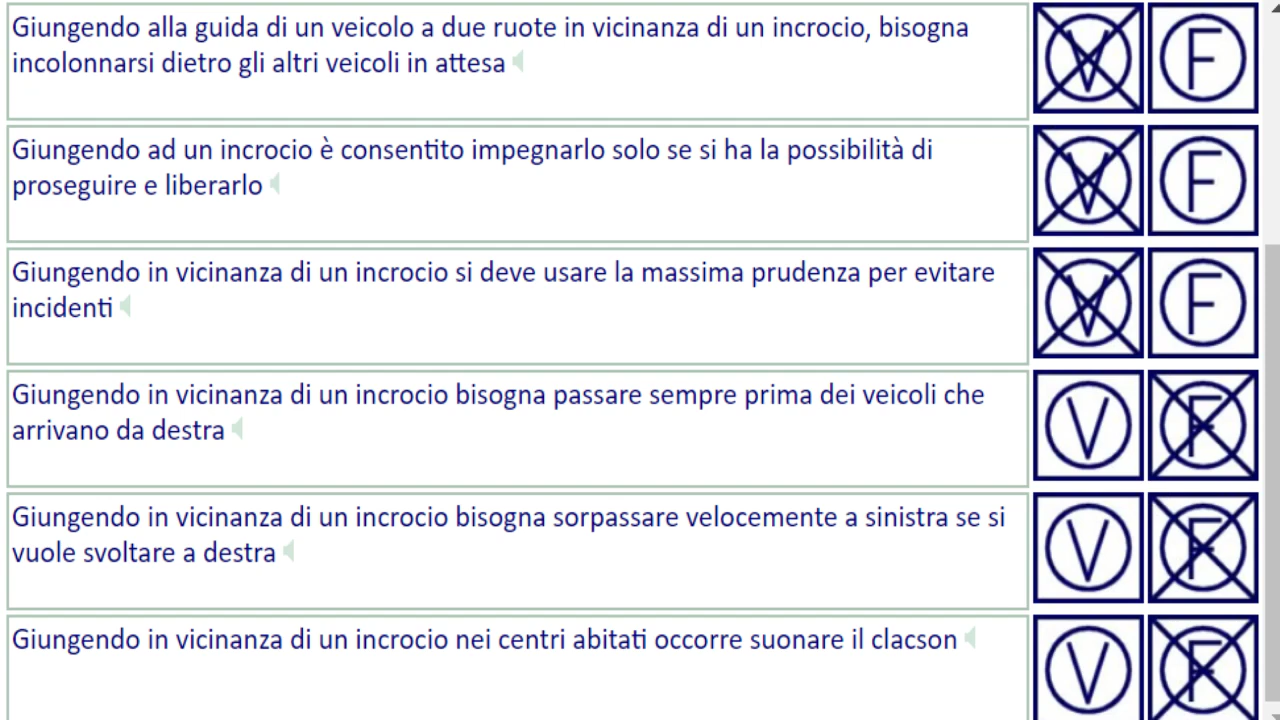 Giungendo alla guida di un veicolo a due ruote in vicinanza di un incrocio, bisogna
incolonnarsi dietro gli altri veicoli in attesa
V F
Giungendo ad un incrocio è consentito impegnarlo solo se si ha la possibilità di
proseguire e liberarlo
V F
Giungendo in vicinanza di un incrocio si deve usare la massima prudenza per evitare
incidenti
V F
Giungendo in vicinanza di un incrocio bisogna passare sempre prima dei veicoli che
arrivano da destra
V F
Giungendo in vicinanza di un incrocio bisogna sorpassare velocemente a sinistra se si
vuole svoltare a destra
V F
Giungendo in vicinanza di un incrocio nei centri abitati occorre suonare il clacson
V F